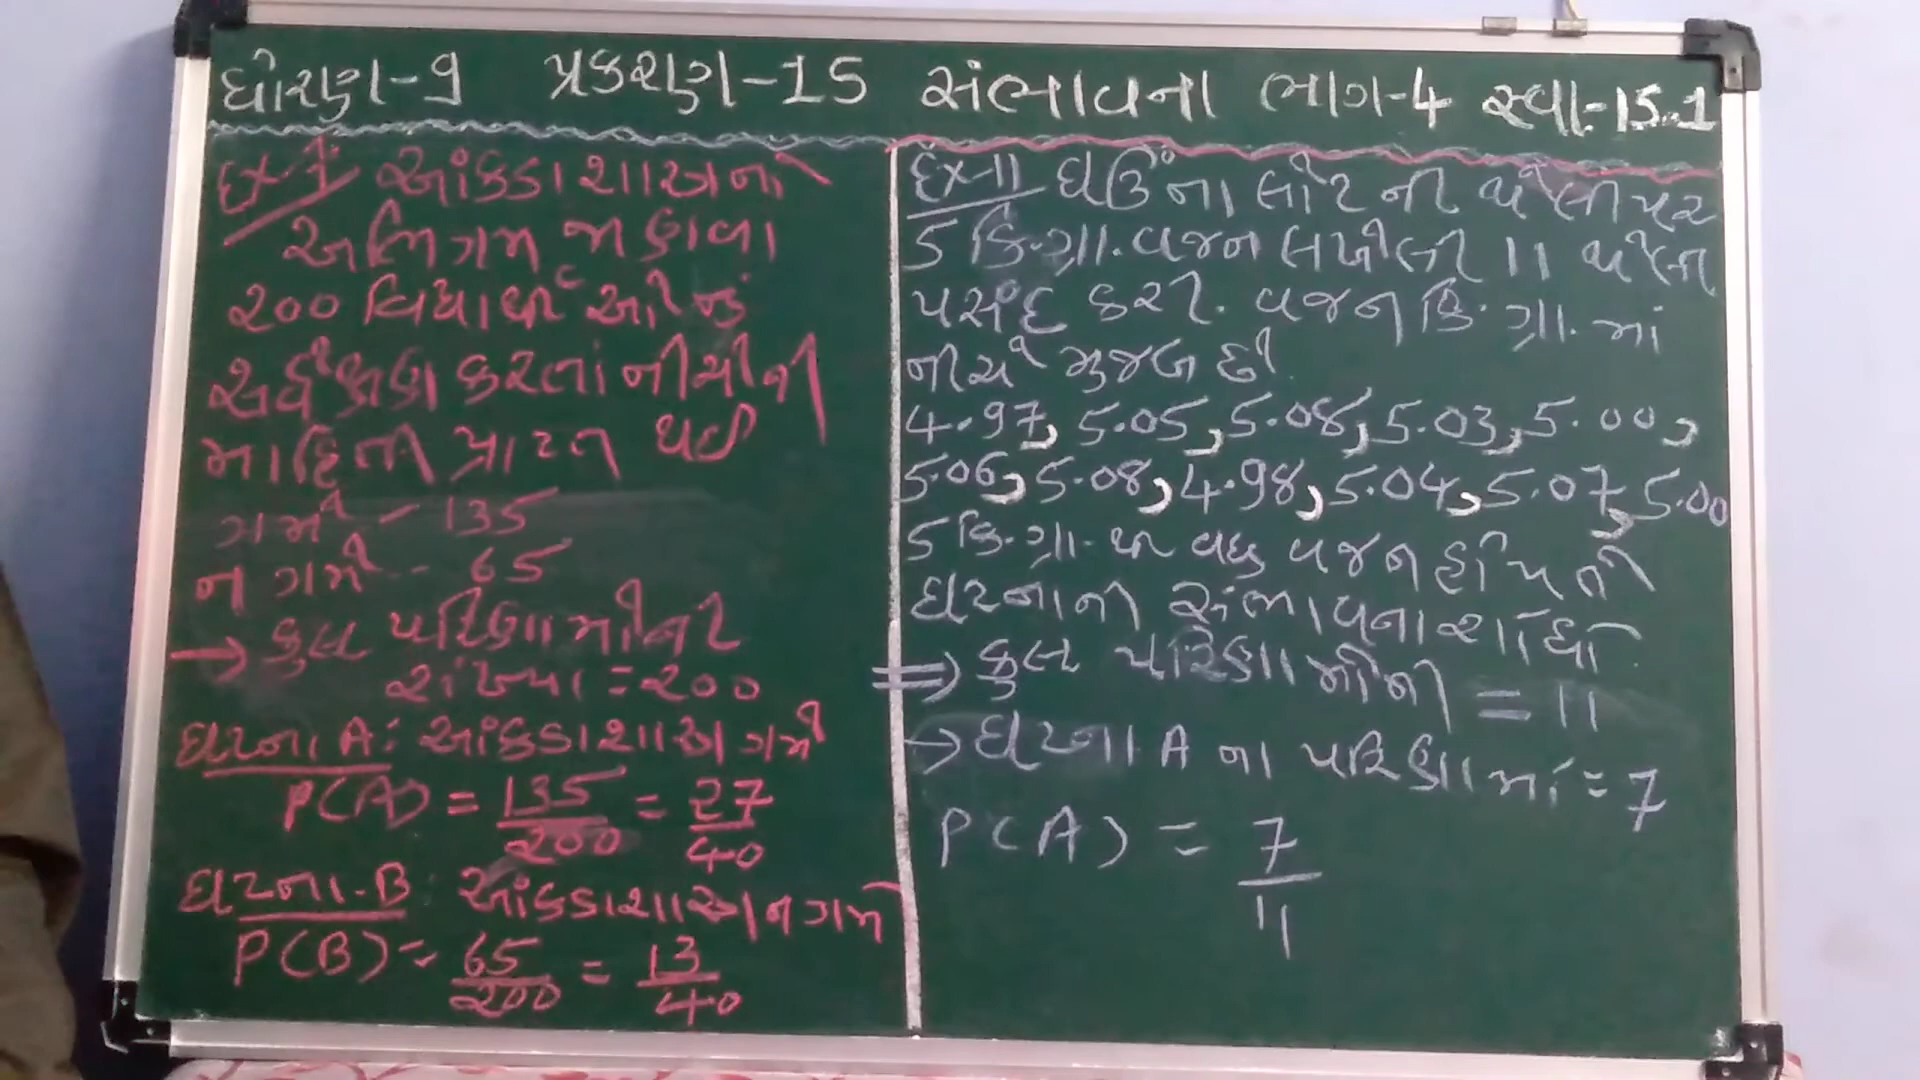 ધોરણ-9 પ્રકરણ-15 સંભાવના ભાગ-4 સ્વા-15.1
Ex-7 આંકડાશાસ્ત્રનો
અભિગમ જાણવા
200 વિદ્યાર્થીઓનું
સર્વેક્ષણ કરતાં નીચેની
માહિતી પ્રાપ્ત થઈ
ગમે - 135
ન ગમે - 65
→ કુલ પરિણામોની
સંખ્યા = 200
ઘટના A: આંકડાશાસ્ત્ર ગમે
P(A) = 135/200 = 27/40
ઘટના-B: આંકડાશાસ્ત્ર ન ગમે
P(B) = 65/200 = 13/40
Ex-11 ઘઉંના લોટની થેલી પર
5 કિ.ગ્રા. વજન લખેલી 11 થેલી
પસંદ કરી. વજન કિ.ગ્રા. માં
નીચે મુજબ છે.
4.97, 5.05, 5.08, 5.03, 5.00,
5.06, 5.08, 4.98, 5.04, 5.07, 5.00
5 કિ.ગ્રા. થી વધુ વજન હોય તે
ઘટનાની સંભાવના શોધો.
⇒ કુલ પરિણામોની = 11
→ ઘટના A ના પરિણામાં = 7
P(A) = 7/11